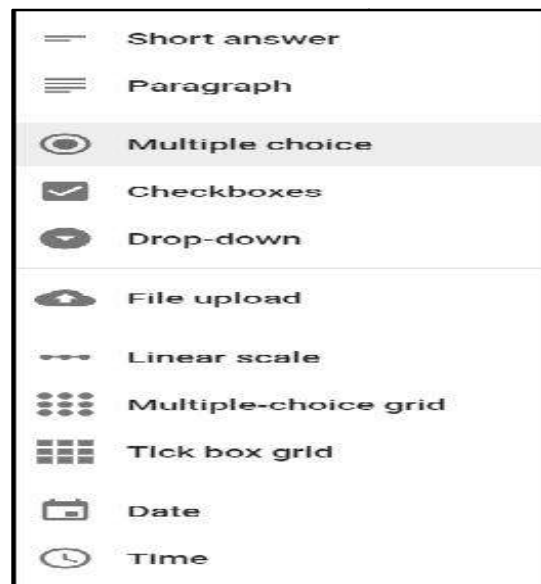 Short answer
Paragraph
Multiple choice
Checkboxes
Drop-down
File upload
Linear scale
Multiple-choice grid
Tick box grid
Date
Time